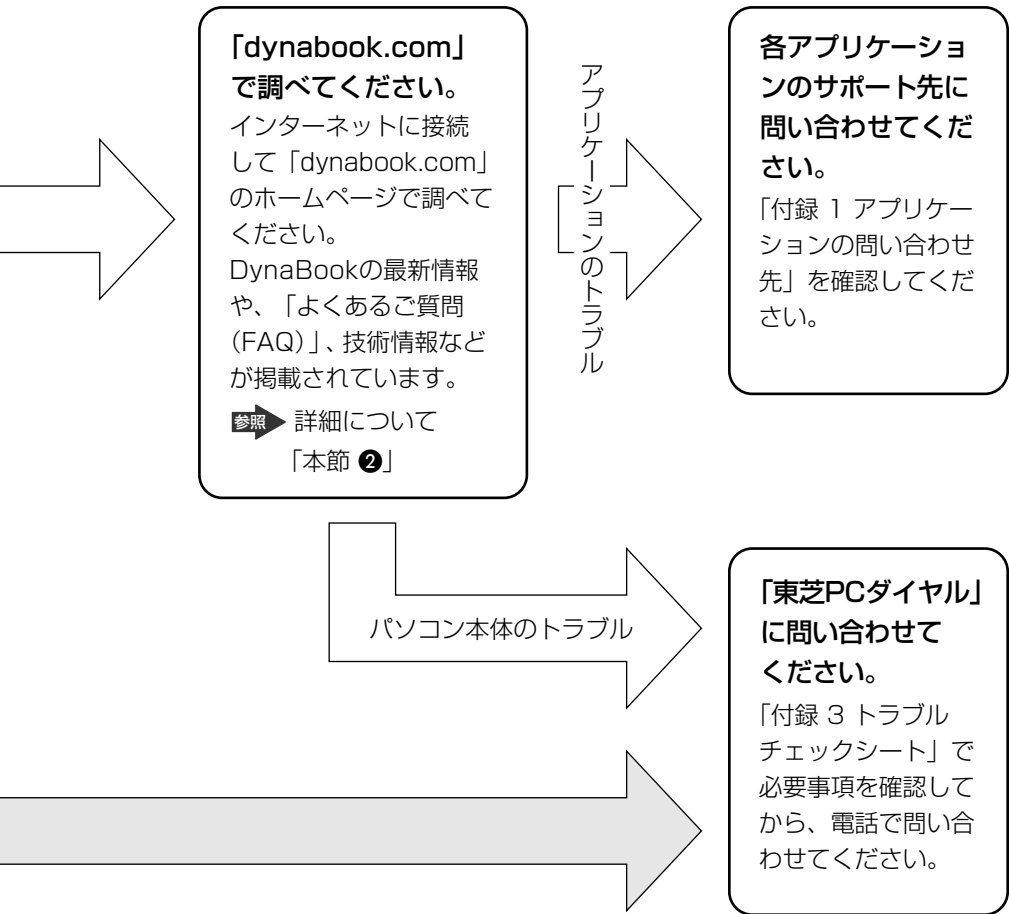 「dynabook.com」
で調べてください。
インターネットに接続
して「dynabook.com」
のホームページで調べて
ください。
DynaBookの最新情報
や、「よくあるご質問
(FAQ)」、技術情報など
が掲載されています。
参照 詳細について
「本節 ❷」
アプリケーションのトラブル
各アプリケーショ
ンのサポート先に
問い合わせてくだ
さい。
「付録 1 アプリケー
ションの問い合わせ
先」を確認してくだ
さい。
パソコン本体のトラブル
「東芝PCダイヤル」
に問い合わせて
ください。
「付録 3 トラブル
チェックシート」で
必要事項を確認して
から、電話で問い合
わせてください。